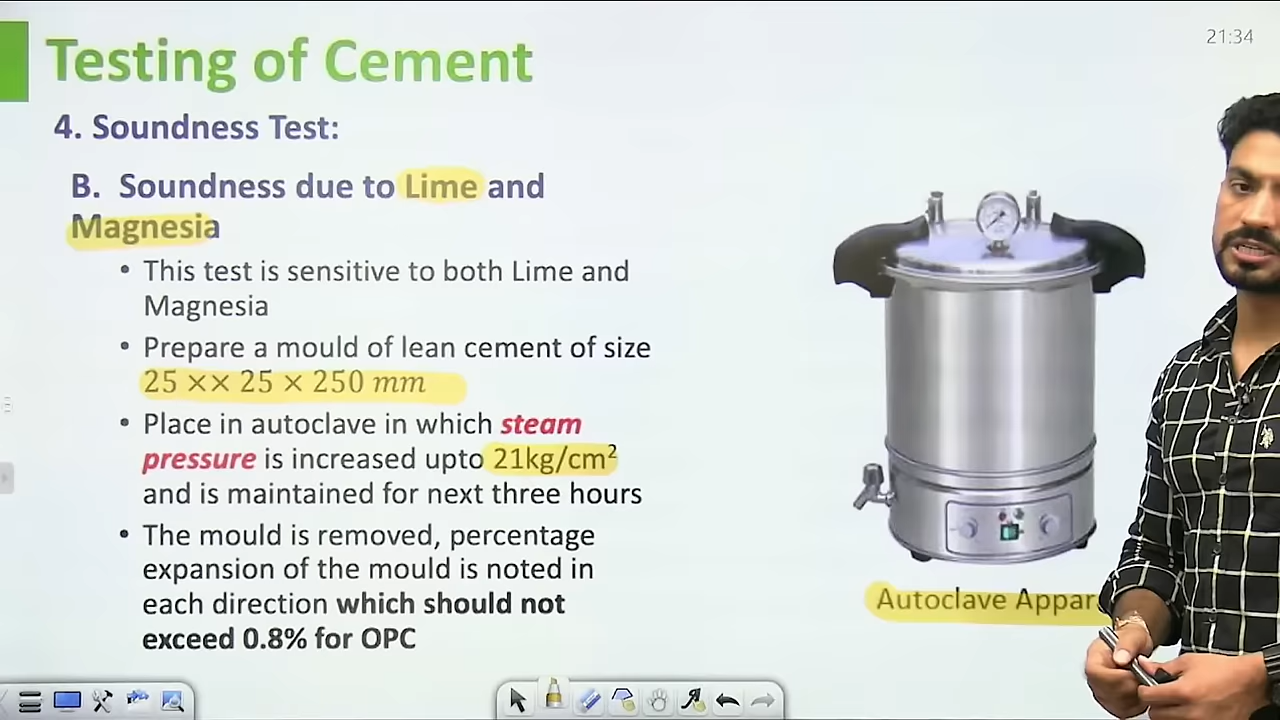 21:34
Testing of Cement
4. Soundness Test:
B. Soundness due to Lime and
Magnesia
• This test is sensitive to both Lime and
Magnesia
• Prepare a mould of lean cement of size
25 ×× 25 × 250 mm
• Place in autoclave in which steam
pressure is increased upto 21kg/cm²
and is maintained for next three hours
• The mould is removed, percentage
expansion of the mould is noted in
each direction which should not
exceed 0.8% for OPC
Autoclave Appar